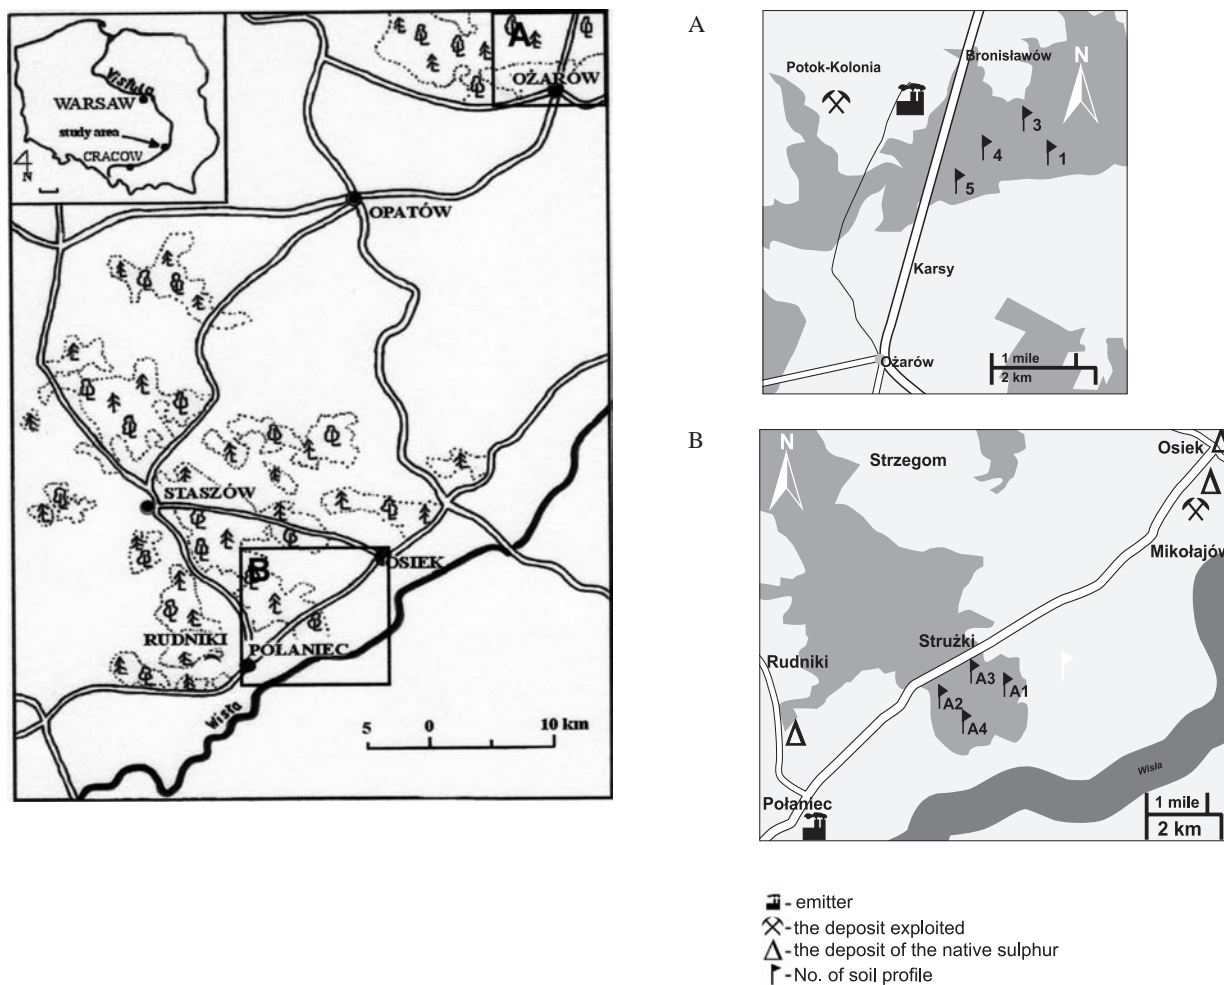 Visłula
WARSAW
study area
CRACOW
N
A
OŻARÓW
OPATÓW
STASZÓW
B
OSIEK
RUDNIKI
POŁANIEC
Wisła
5
0
10 km
A
Bronisławów
Potok-Kolonia
N
3
4
1
5
Karsy
Ożarów
1 mile
2 km
B
N
Strzegom
Osiek
Mikołajów
Strużki
Rudniki
A3
A1
A2
A4
Wisła
Połaniec
1 mile
2 km
- emitter
- the deposit exploited
- the deposit of the native sulphur
- No. of soil profile